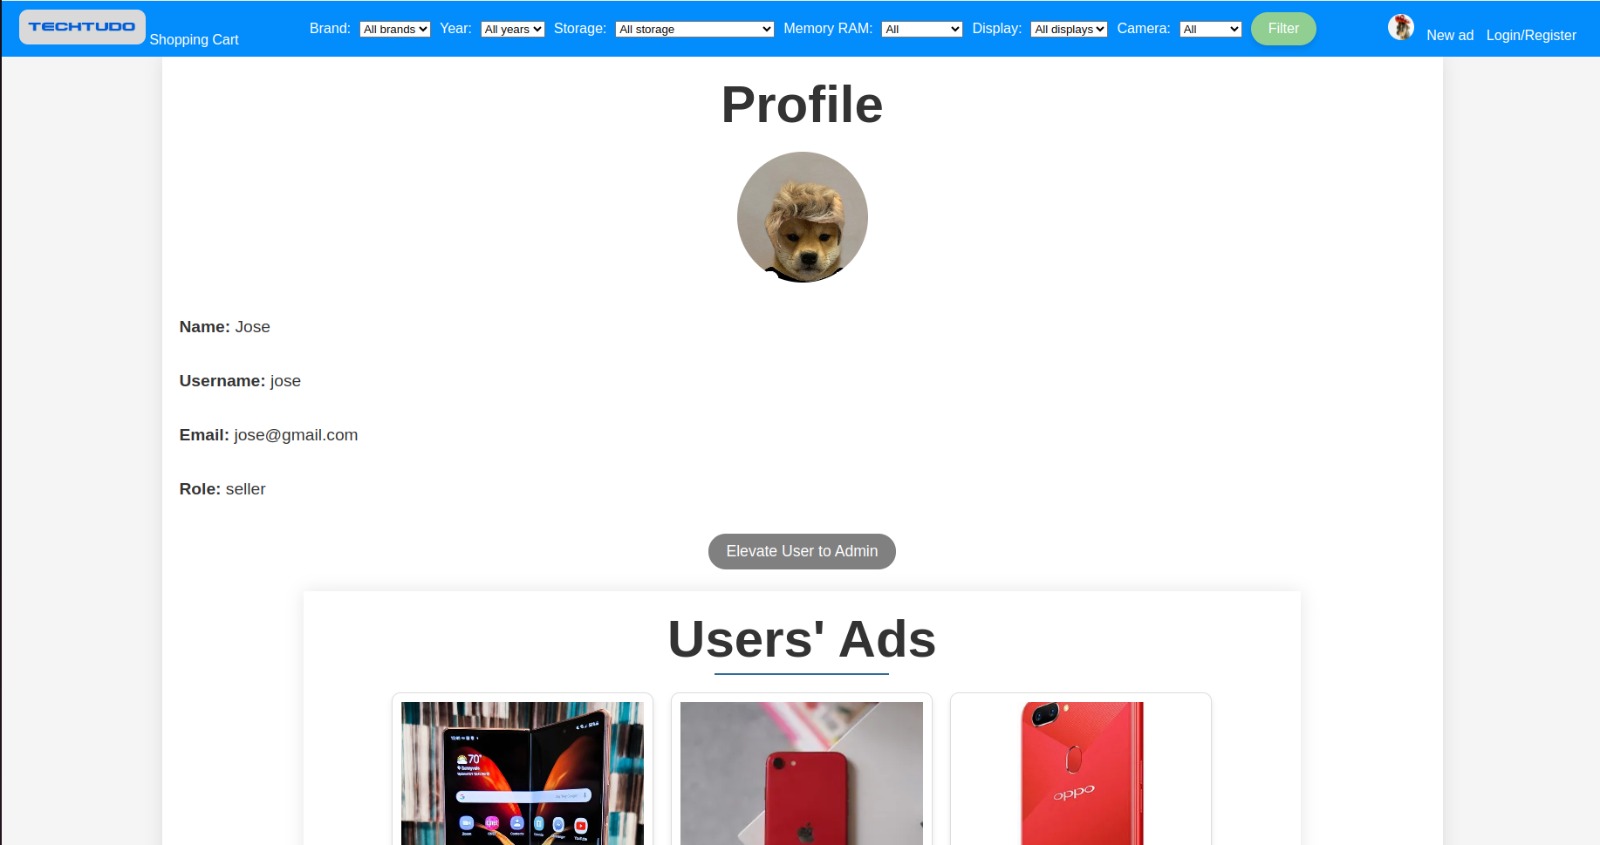 TECHTUDO Shopping Cart Brand: All brands Year: All years Storage: All storage Memory RAM: All Display: All displays Camera: All Filter New ad Login/Register
Profile
Name: Jose
Username: jose
Email: jose@gmail.com
Role: seller
Elevate User to Admin
Users' Ads
70°
oppo